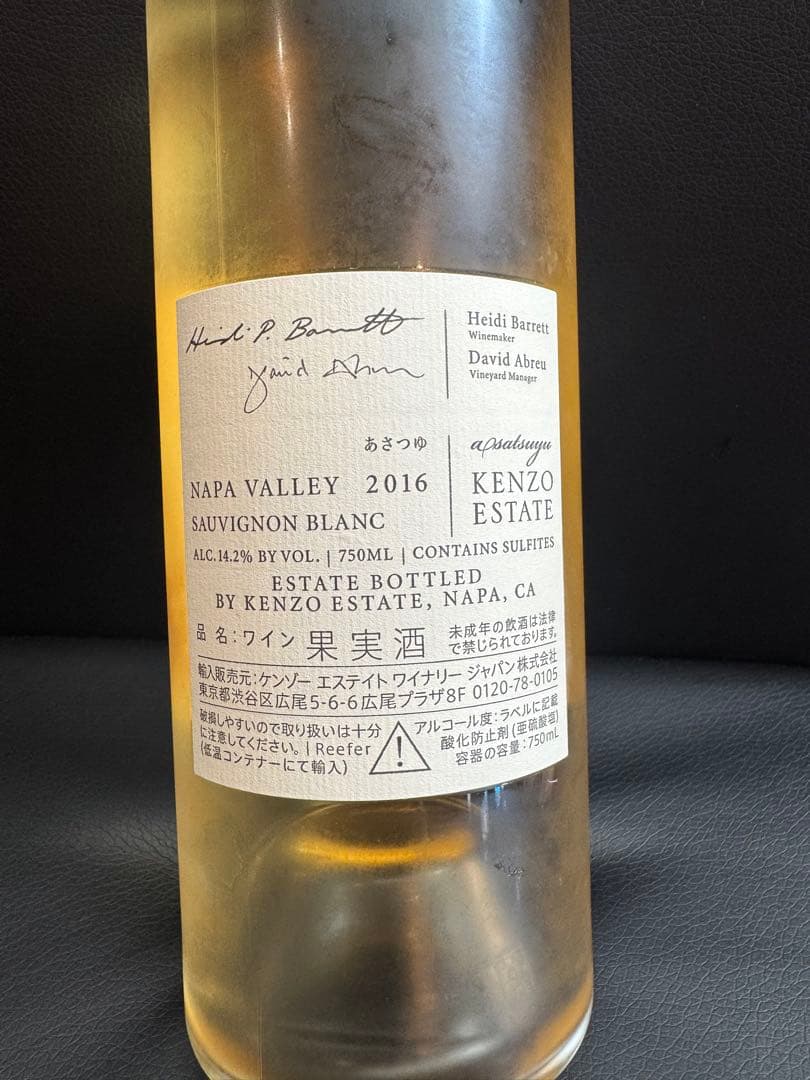 Heidi P. Barrett
David Abreu
Heidi Barrett
Winemaker
David Abreu
Vineyard Manager
あさつゆ
asatsuyu
NAPA VALLEY 2016
SAUVIGNON BLANC
KENZO
ESTATE
ALC.14.2% BY VOL. | 750ML | CONTAINS SULFITES
ESTATE BOTTLED
BY KENZO ESTATE, NAPA, CA
品 名：ワイン 果実酒
未成年の飲酒は法律
で禁じられております。
輸入販売元：ケンゾー エステイト ワイナリー ジャパン株式会社
東京都渋谷区広尾5-6-6広尾プラザ8F 0120-78-0105
破損しやすいので取り扱いは十分
に注意してください。| Reefer
(低温コンテナーにて輸入)
!
アルコール度：ラベルに記載
酸化防止剤（亜硫酸塩）
容器の容量：750mL